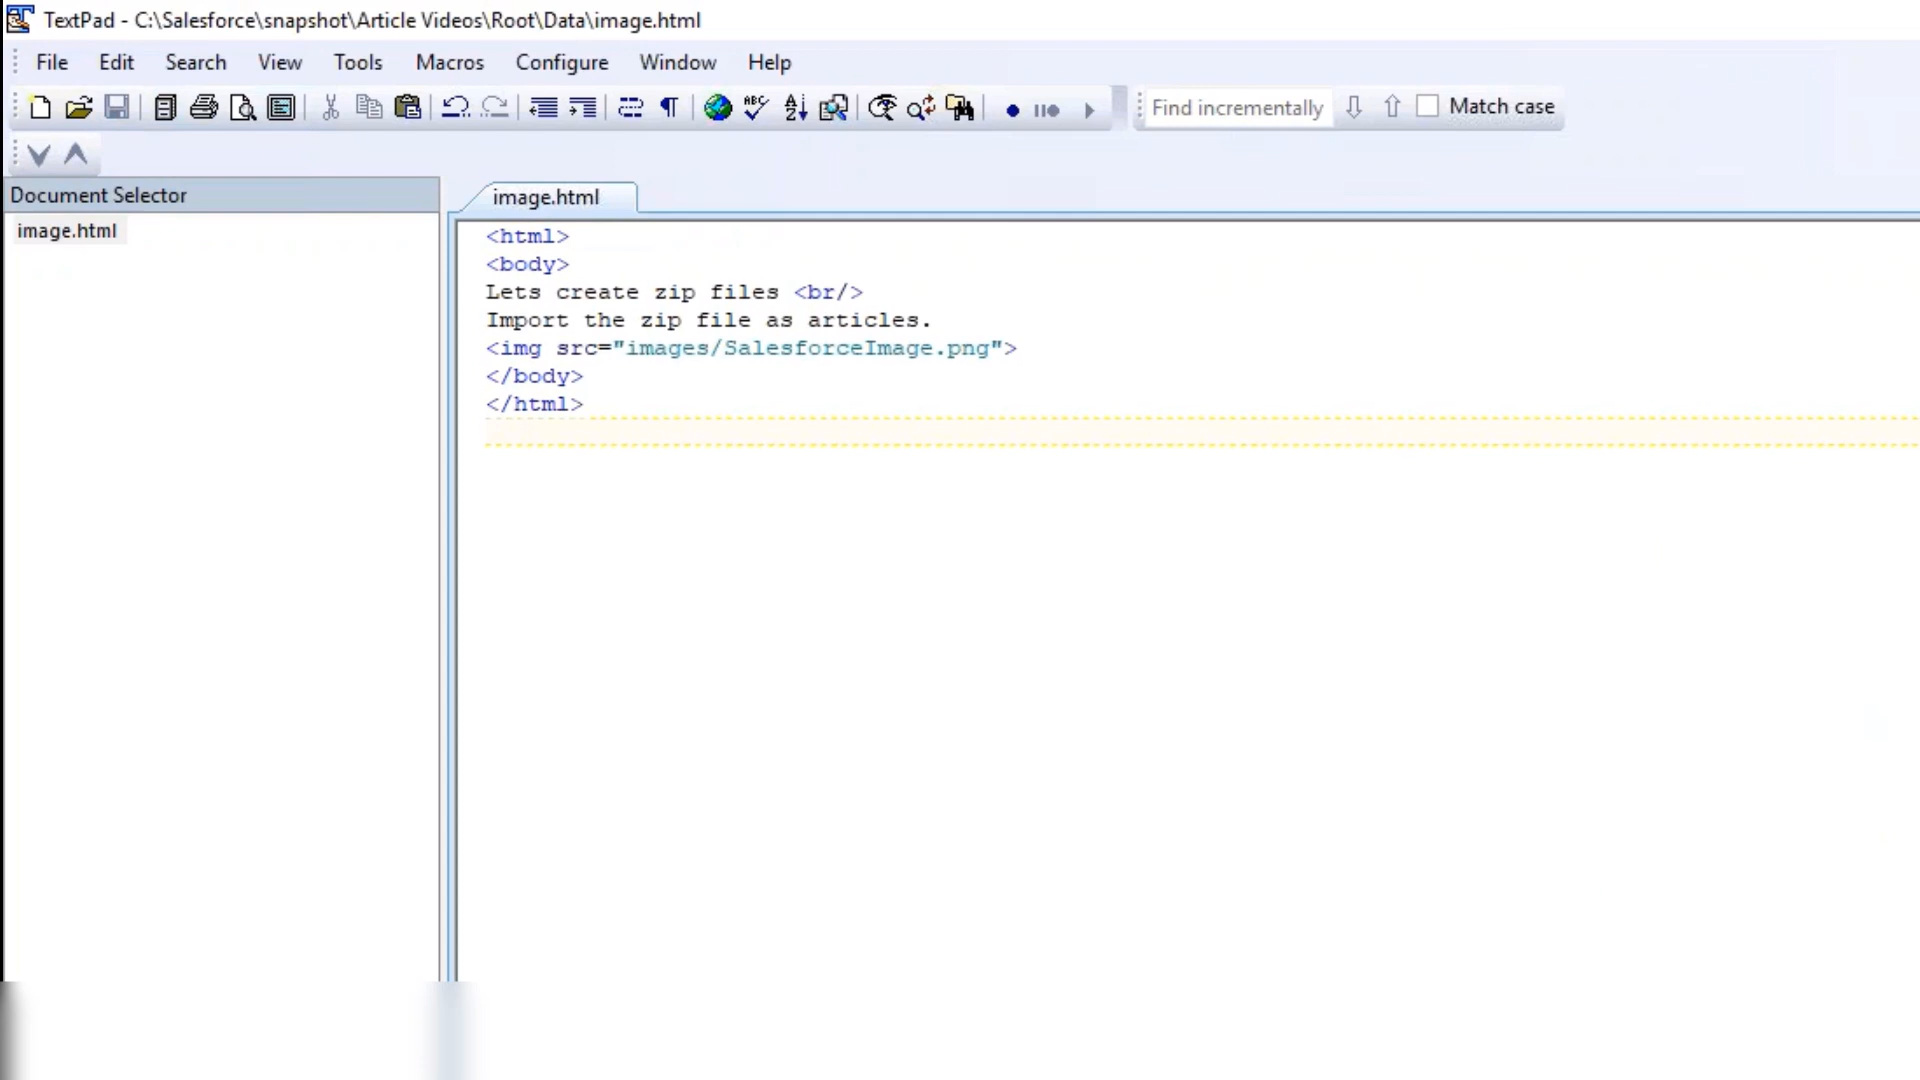 TextPad - C:\Salesforce\snapshot\Article Videos\Root\Data\image.html
File Edit Search View Tools Macros Configure Window Help
Find incrementally Match case
Document Selector
image.html
image.html
<html>
<body>
Lets create zip files <br/>
Import the zip file as articles.
<img src="images/SalesforceImage.png">
</body>
</html>